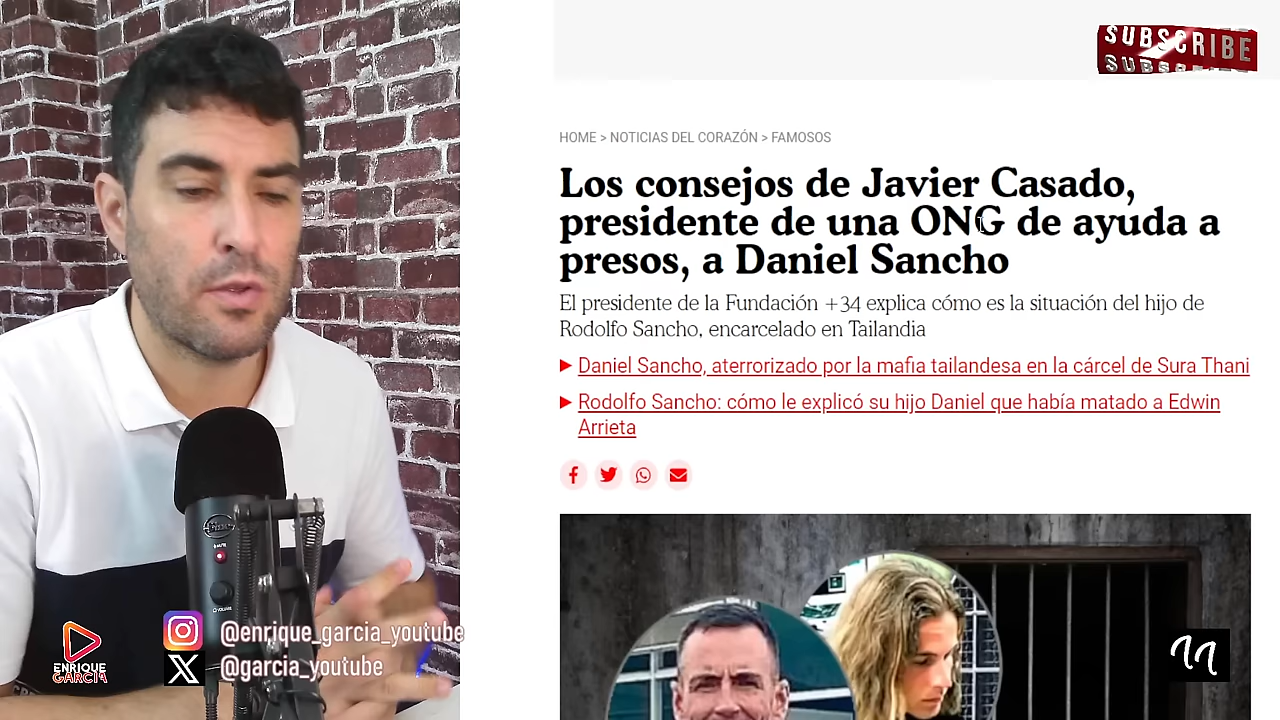 SUBSCRIBE
HOME > NOTICIAS DEL CORAZÓN > FAMOSOS
Los consejos de Javier Casado,
presidente de una ONG de ayuda a
presos, a Daniel Sancho
El presidente de la Fundación +34 explica cómo es la situación del hijo de
Rodolfo Sancho, encarcelado en Tailandia
Daniel Sancho, aterrorizado por la mafia tailandesa en la cárcel de Sura Thani
Rodolfo Sancho: cómo le explicó su hijo Daniel que había matado a Edwin
Arrieta
ENRIQUE
GARCIA
@enrique_garcia_youtube
@garcia_youtube